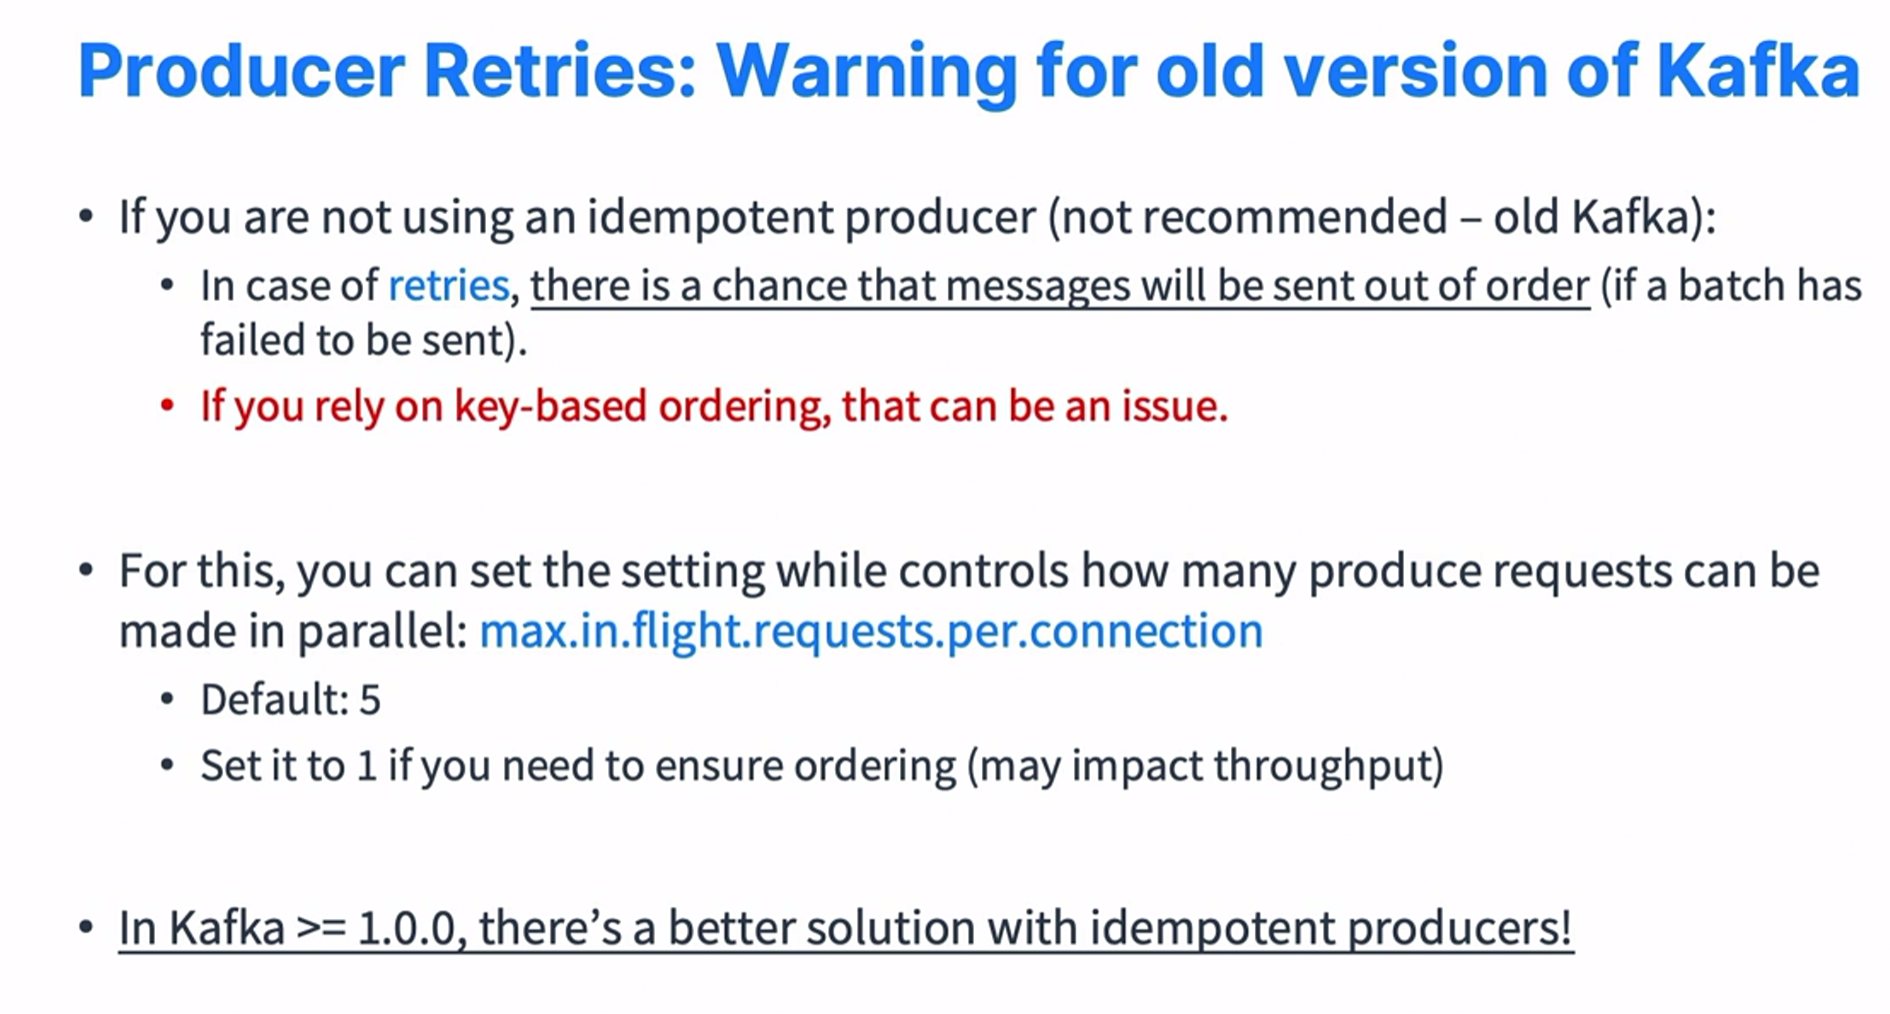 Producer Retries: Warning for old version of Kafka
• If you are not using an idempotent producer (not recommended – old Kafka):
• In case of retries, there is a chance that messages will be sent out of order (if a batch has
failed to be sent).
• If you rely on key-based ordering, that can be an issue.
• For this, you can set the setting while controls how many produce requests can be
made in parallel: max.in.flight.requests.per.connection
• Default: 5
• Set it to 1 if you need to ensure ordering (may impact throughput)
• In Kafka >= 1.0.0, there’s a better solution with idempotent producers!